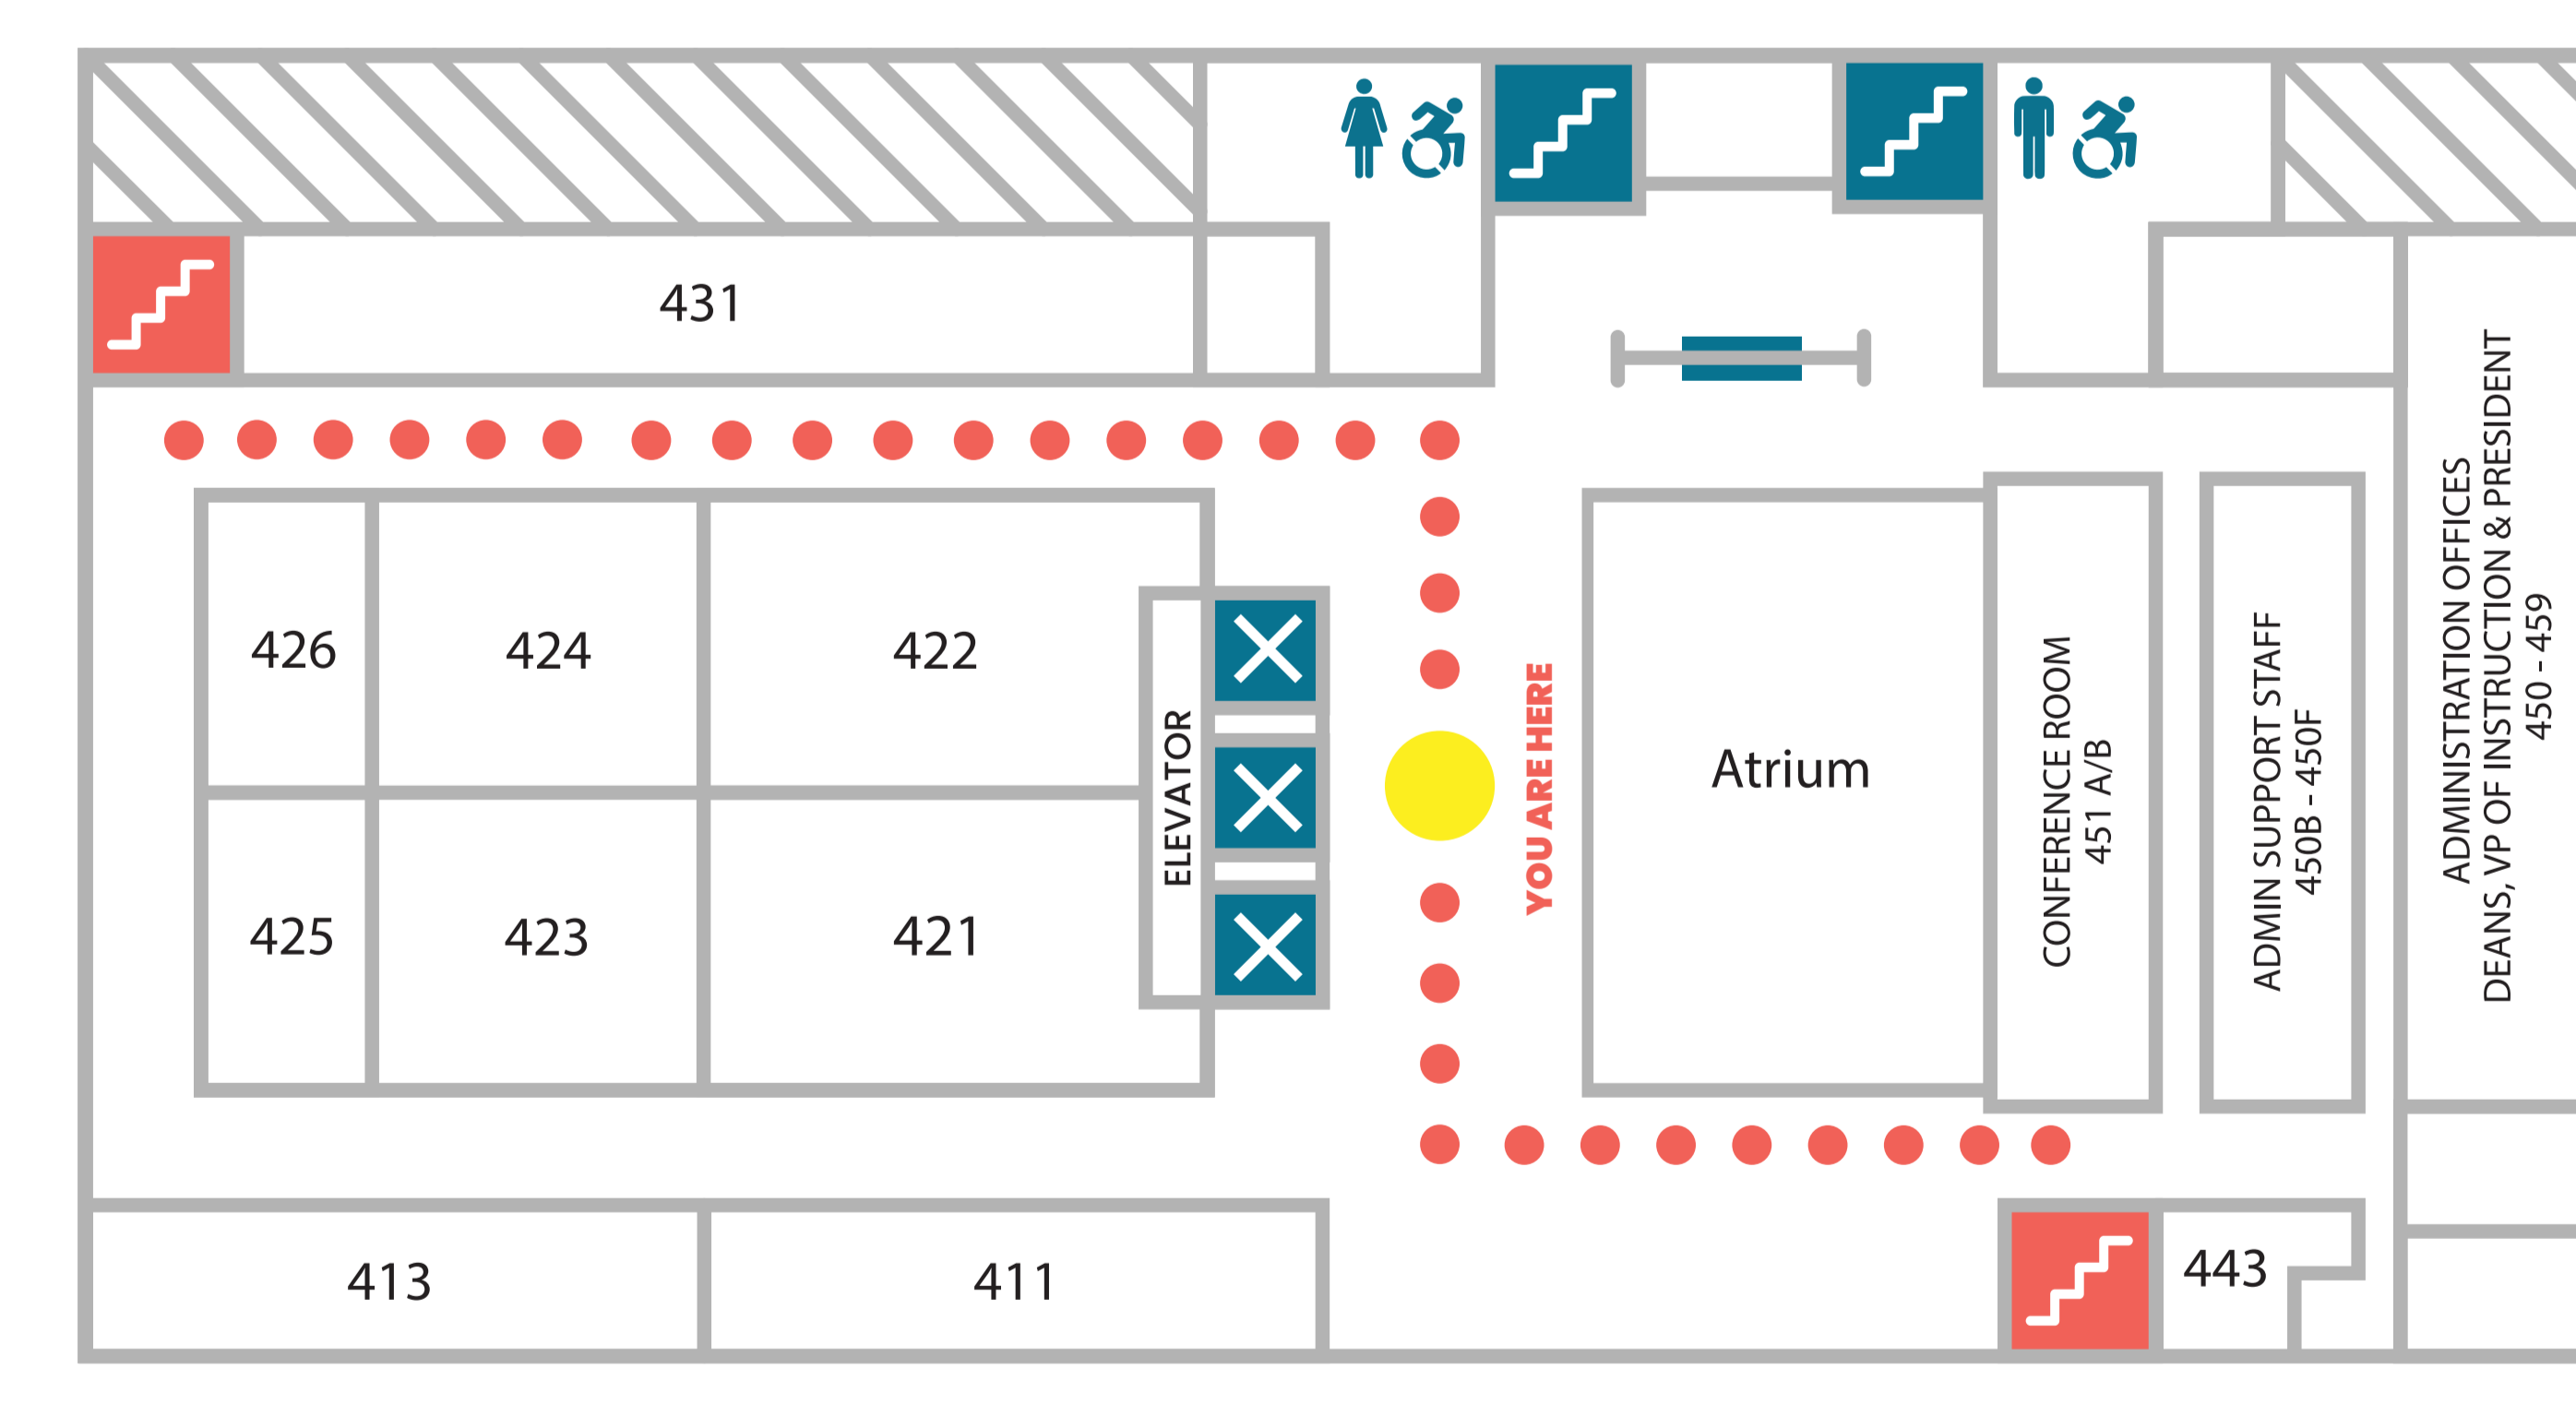 431
426
424
422
ELEVATOR
425
423
421
YOU ARE HERE
Atrium
CONFERENCE ROOM
451 A/B
ADMIN SUPPORT STAFF
450B - 450F
ADMINISTRATION OFFICES
DEANS, VP OF INSTRUCTION & PRESIDENT
450 - 459
413
411
443